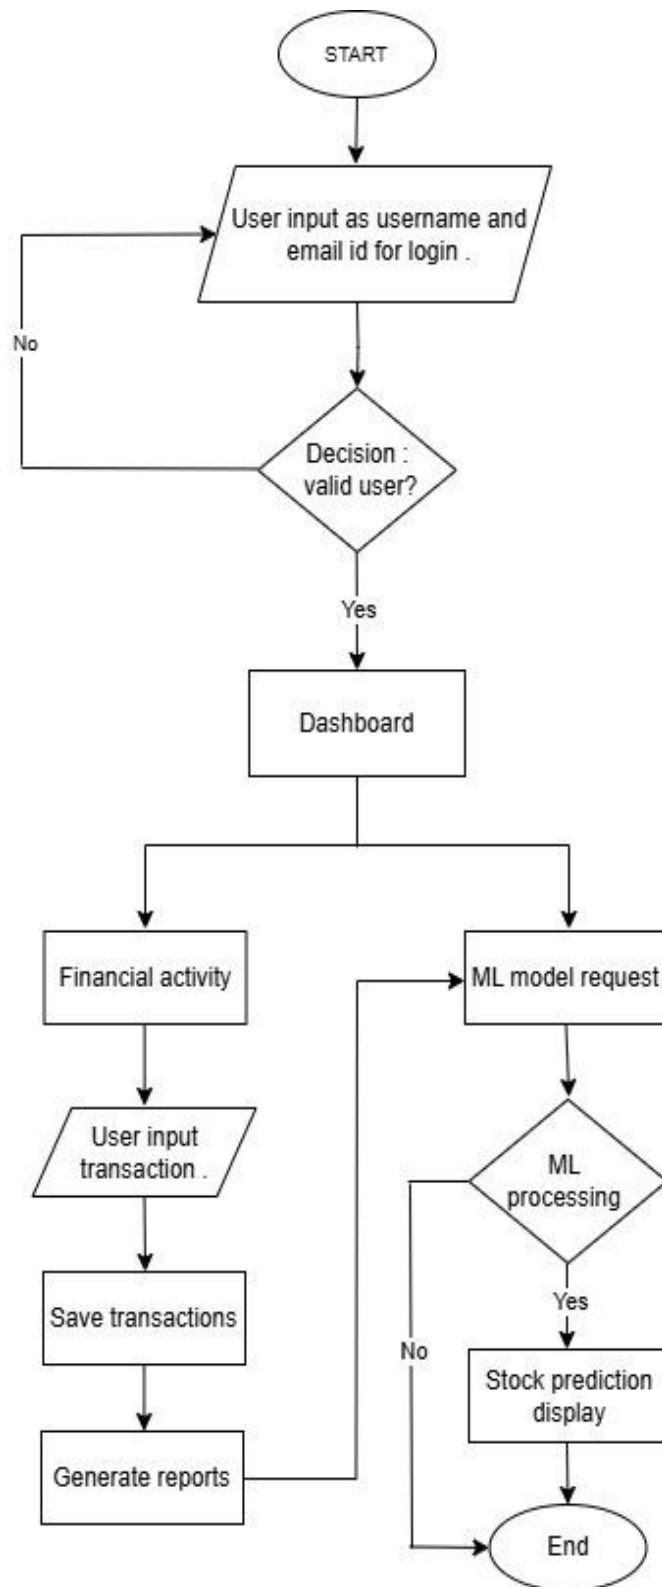 START
User input as username and
email id for login .
No
Decision :
valid user?
Yes
Dashboard
Financial activity
ML model request
User input
transaction .
ML
processing
Save transactions
Yes
No
Stock prediction
display
Generate reports
End